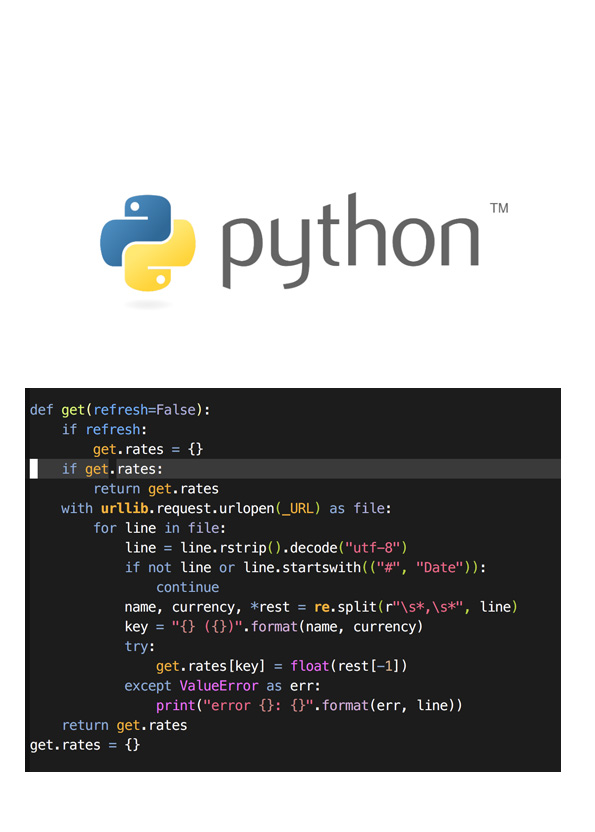 python
TM
def get(refresh=False):
    if refresh:
        get.rates = {}
    if get.rates:
        return get.rates
    with urllib.request.urlopen(_URL) as file:
        for line in file:
            line = line.rstrip().decode("utf-8")
            if not line or line.startswith(("#", "Date")):
                continue
            name, currency, *rest = re.split(r"\s*,\s*", line)
            key = "{} ({})".format(name, currency)
            try:
                get.rates[key] = float(rest[-1])
            except ValueError as err:
                print("error {}: {}".format(err, line))
    return get.rates
get.rates = {}